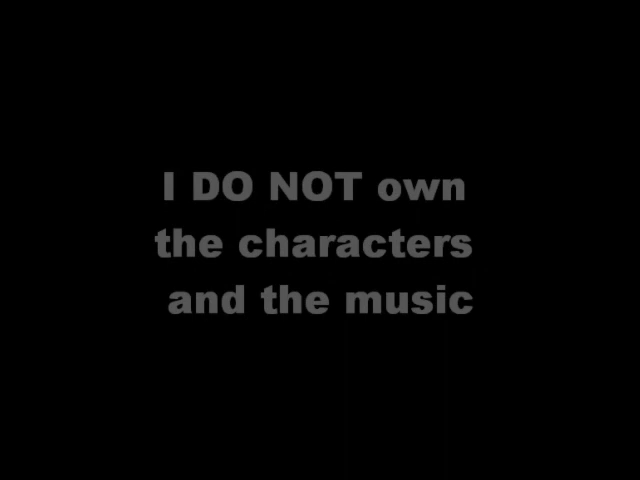 I DO NOT own
the characters
and the music